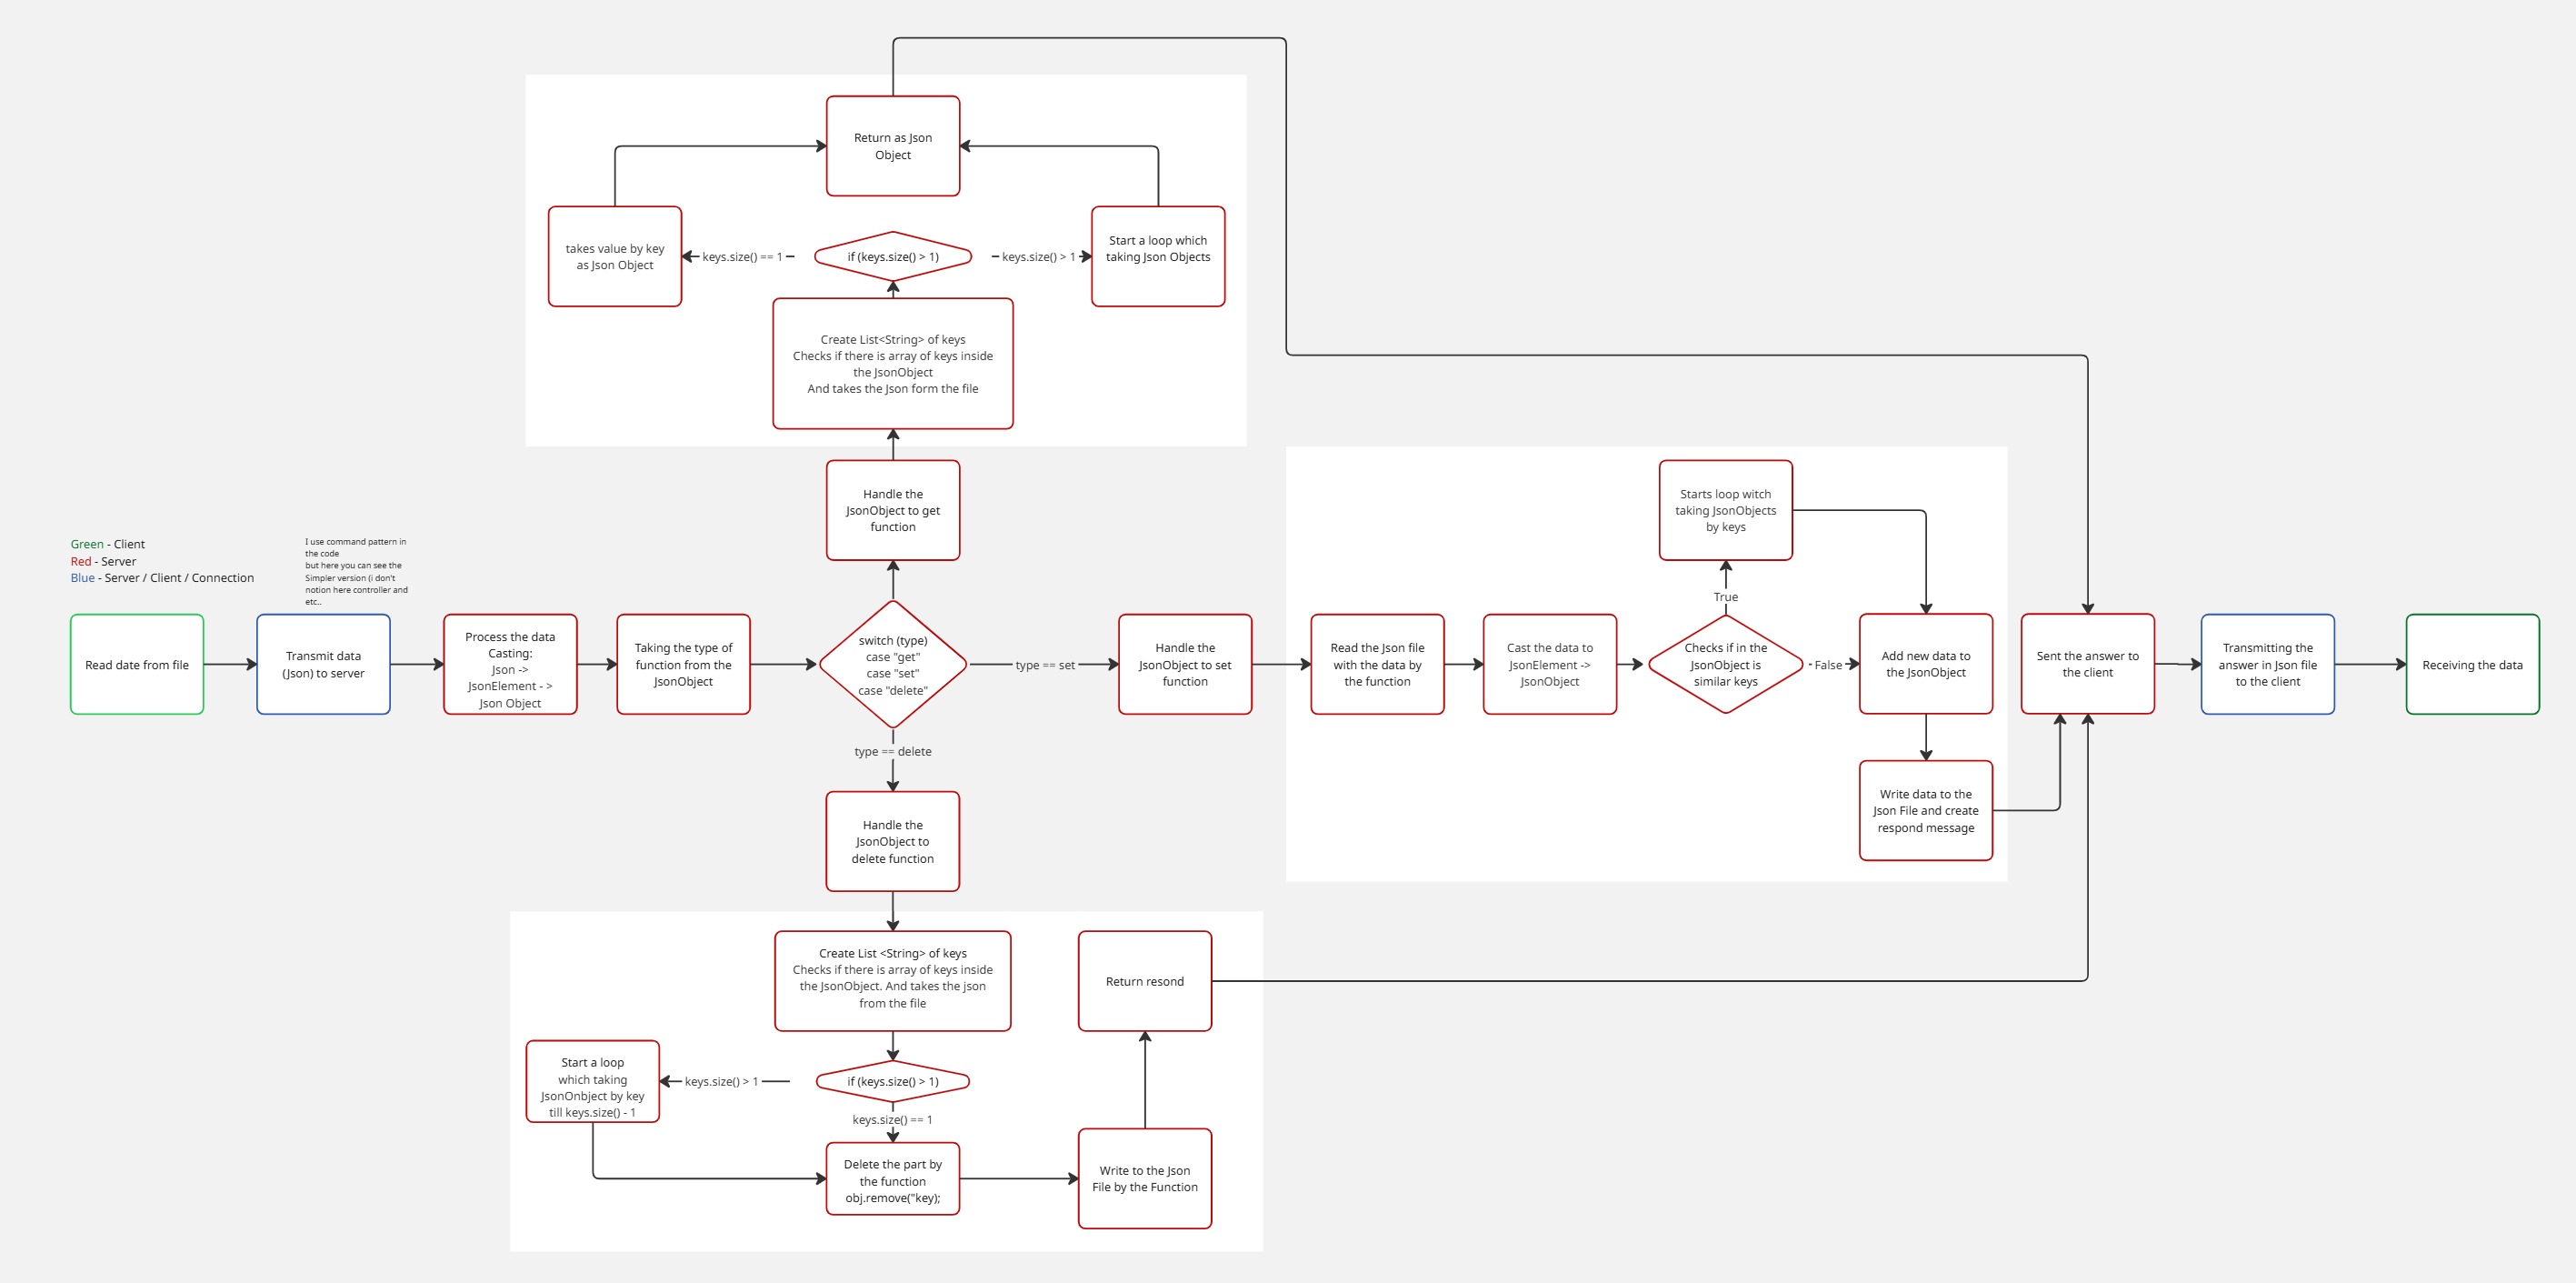 Return as Json
Object
takes value by key
as Json Object
keys.size() == 1
if (keys.size() > 1)
keys.size() > 1
Start a loop which
taking Json Objects
Create List<String> of keys
Checks if there is array of keys inside
the JsonObject
And takes the Json form the file
Handle the
JsonObject to get
function
Green - Client
Red - Server
Blue - Server / Client / Connection
I use command pattern in
the code
but here you can see the
Simpler version (i don't
notion here controller and
etc..
Read date from file
Transmit data
(Json) to server
Process the data
Casting:
Json ->
JsonElement - >
Json Object
Taking the type of
function from the
JsonObject
switch (type)
case "get"
case "set"
case "delete"
type == set
Handle the
JsonObject to set
function
Read the Json file
with the data by
the function
Cast the data to
JsonElement ->
JsonObject
Checks if in the
JsonObject is
similar keys
True
Starts loop witch
taking JsonObjects
by keys
False
Add new data to
the JsonObject
Write data to the
Json File and create
respond message
Sent the answer to
the client
Transmitting the
answer in Json file
to the client
Receiving the data
type == delete
Handle the
JsonObject to
delete function
Create List <String> of keys
Checks if there is array of keys inside
the JsonObject. And takes the json
from the file
Return resond
Start a loop
which taking
JsonOnbject by key
till keys.size() - 1
keys.size() > 1
if (keys.size() > 1)
keys.size() == 1
Delete the part by
the function
obj.remove("key);
Write to the Json
File by the Function